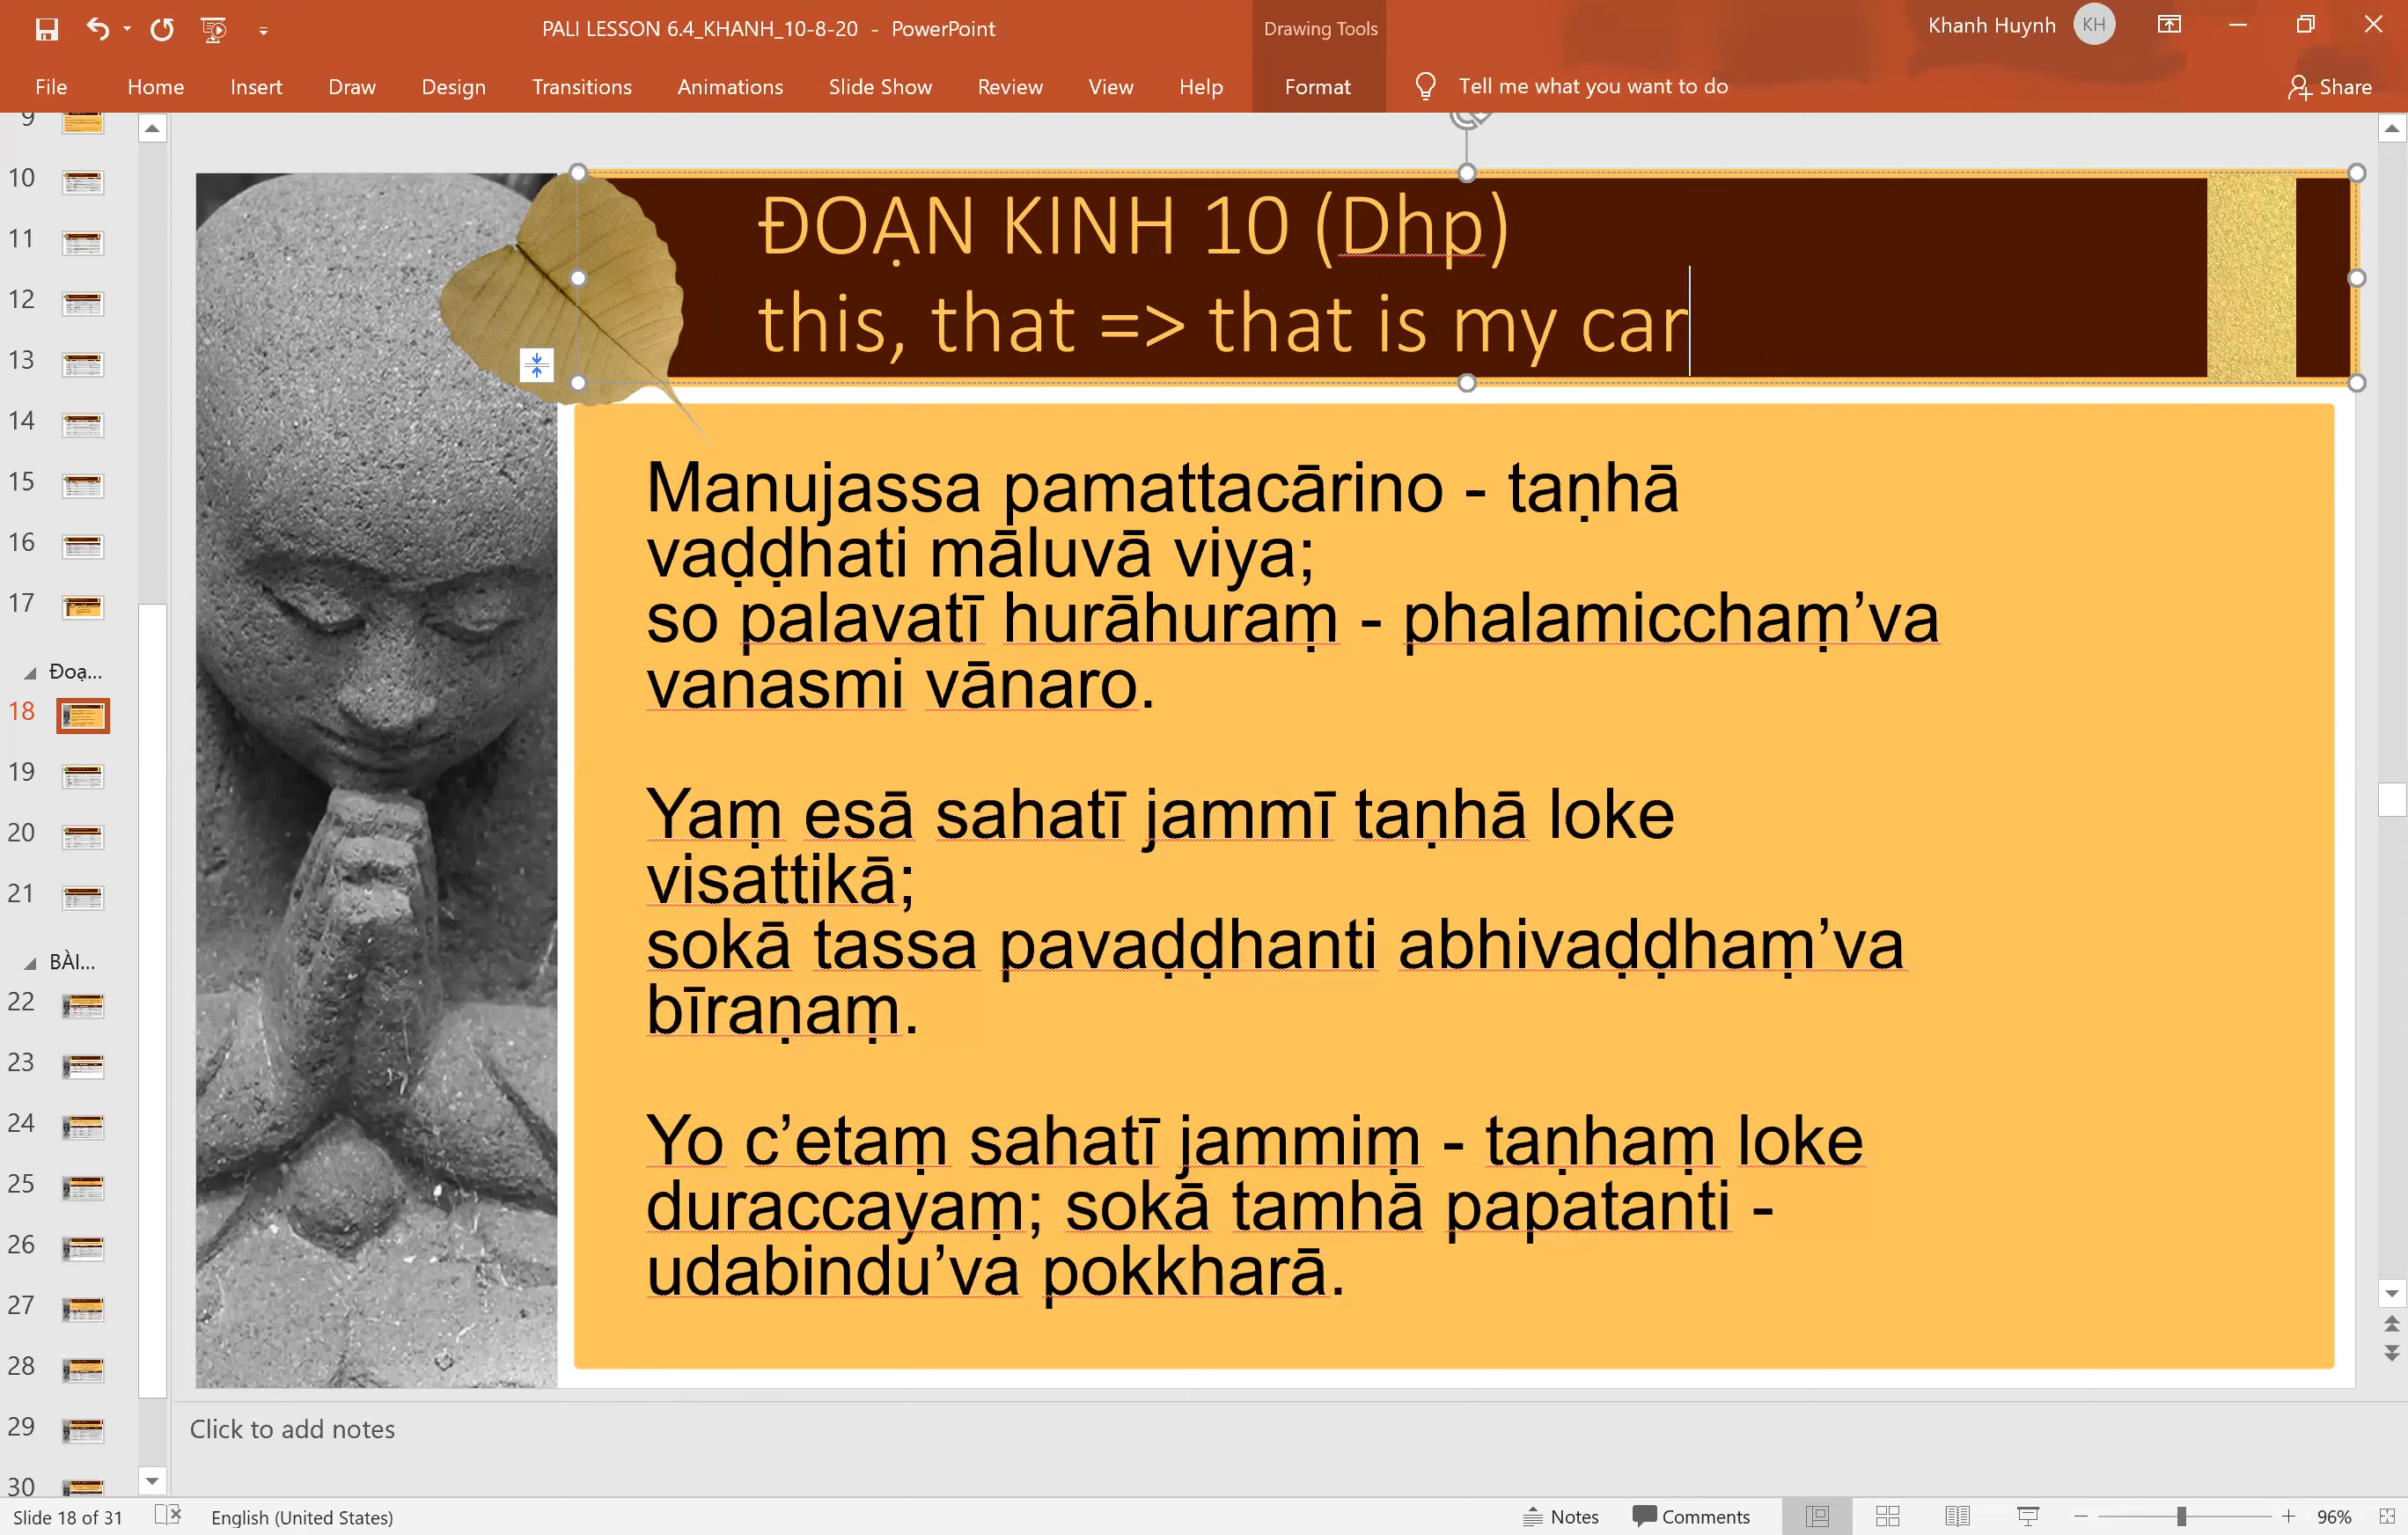 PALI LESSON 6.4_KHANH_10-8-20 - PowerPoint
Drawing Tools
Khanh Huynh
KH
File
Home
Insert
Draw
Design
Transitions
Animations
Slide Show
Review
View
Help
Format
Tell me what you want to do
Share
9
10
11
12
13
14
15
16
17
Đoạ...
18
19
20
21
BÀI...
22
23
24
25
26
27
28
29
30
ĐOẠN KINH 10 (Dhp)
this, that => that is my car
Manujassa pamattacārino - taṇhā
vaḍḍhati māluvā viya;
so palavatī hurāhuraṃ - phalamicchaṃ’va
vanasmi vānaro.
Yaṃ esā sahatī jammī taṇhā loke
visattikā;
sokā tassa pavaḍḍhanti abhivaḍḍhaṃ’va
bīraṇaṃ.
Yo c’etaṃ sahatī jammiṃ - taṇhaṃ loke
duraccayaṃ; sokā tamhā papatanti -
udabindu’va pokkharā.
Click to add notes
Slide 18 of 31
English (United States)
Notes
Comments
96%